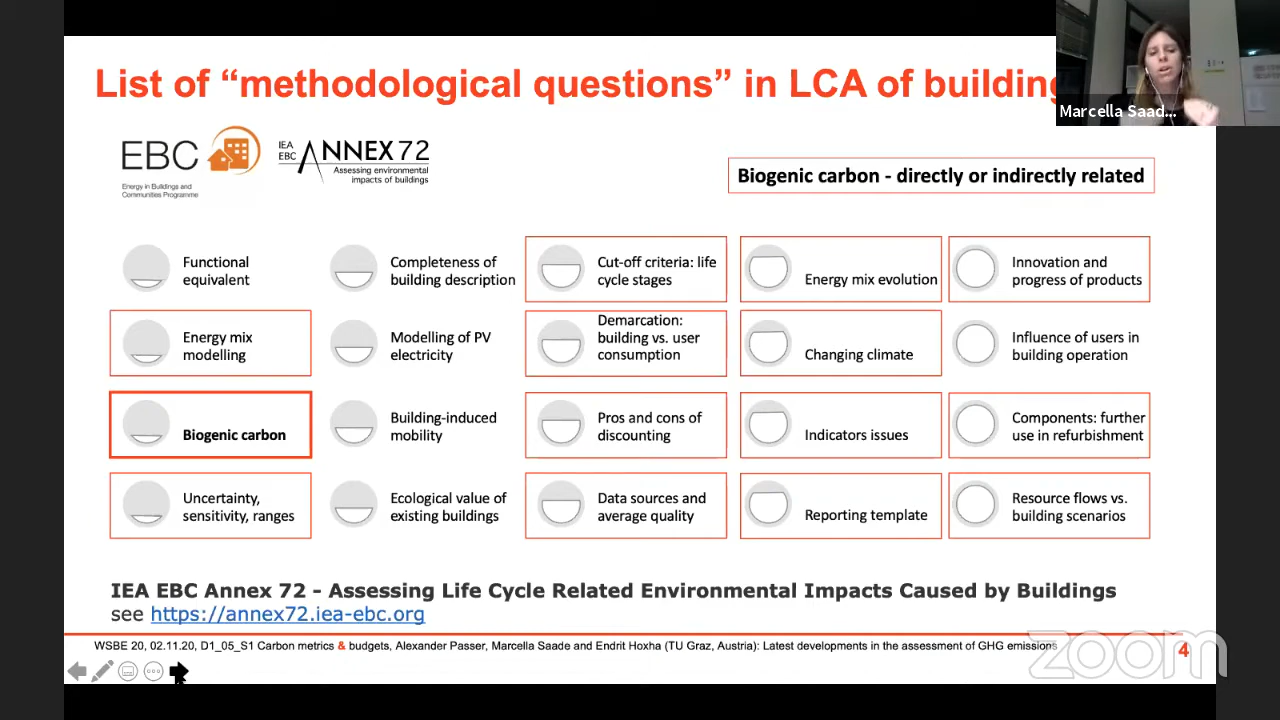 List of “methodological questions” in LCA of building
Marcella Saad...
EBC
Energy in Buildings and
Communities Programme
IEA
EBC
ANNEX 72
Assessing environmental
impacts of buildings
Biogenic carbon - directly or indirectly related
Functional
equivalent
Completeness of
building description
Cut-off criteria: life
cycle stages
Energy mix evolution
Innovation and
progress of products
Energy mix
modelling
Modelling of PV
electricity
Demarcation:
building vs. user
consumption
Changing climate
Influence of users in
building operation
Biogenic carbon
Building-induced
mobility
Pros and cons of
discounting
Indicators issues
Components: further
use in refurbishment
Uncertainty,
sensitivity, ranges
Ecological value of
existing buildings
Data sources and
average quality
Reporting template
Resource flows vs.
building scenarios
IEA EBC Annex 72 - Assessing Life Cycle Related Environmental Impacts Caused by Buildings
see https://annex72.iea-ebc.org
WSBE 20, 02.11.20, D1_05_S1 Carbon metrics & budgets, Alexander Passer, Marcella Saade and Endrit Hoxha (TU Graz, Austria): Latest developments in the assessment of GHG emissions
4
zoom